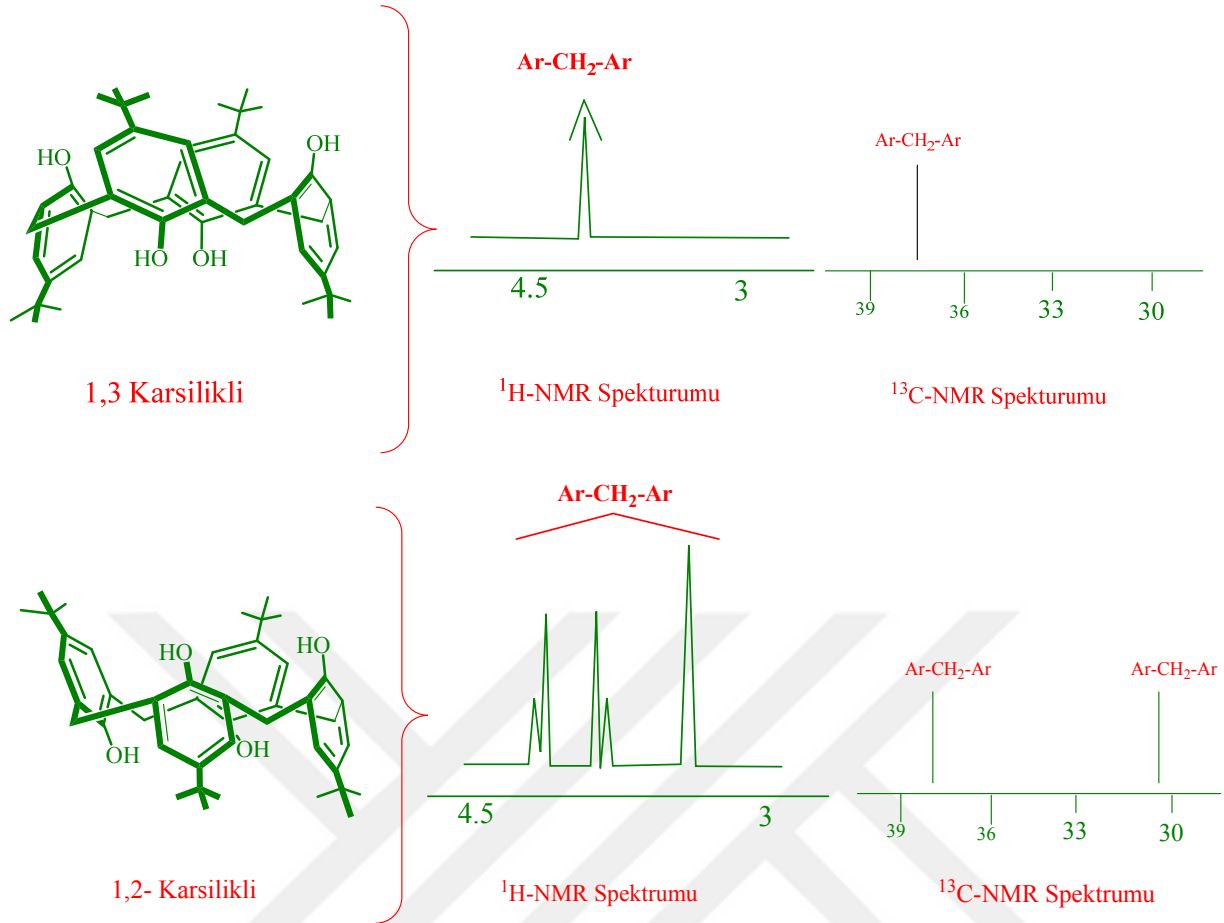 Ar-CH2-Ar
Ar-CH2-Ar
HO
OH
HO
OH
4.5
3
39
36
33
30
1,3 Karsilikli
1H-NMR Spekturumu
13C-NMR Spekturumu
Ar-CH2-Ar
HO
HO
OH
OH
Ar-CH2-Ar
Ar-CH2-Ar
4.5
3
39
36
33
30
1,2- Karsilikli
1H-NMR Spektrumu
13C-NMR Spektrumu